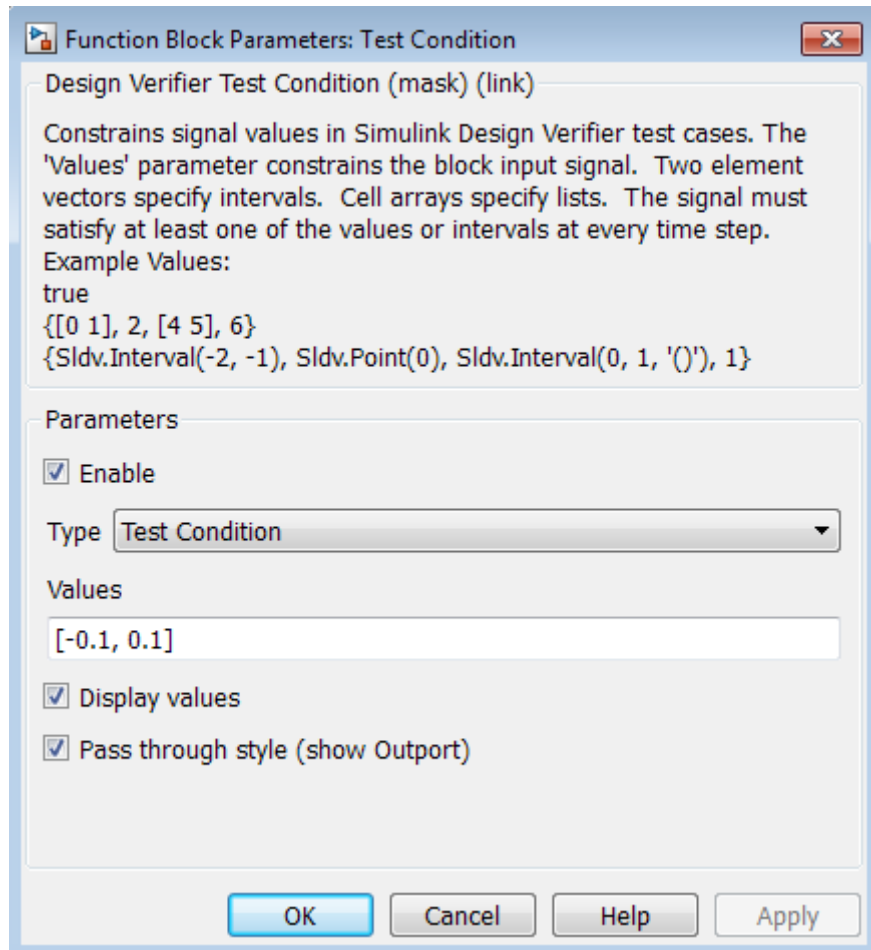 Function Block Parameters: Test Condition
Design Verifier Test Condition (mask) (link)
Constrains signal values in Simulink Design Verifier test cases. The
'Values' parameter constrains the block input signal.  Two element
vectors specify intervals.  Cell arrays specify lists.  The signal must
satisfy at least one of the values or intervals at every time step.
Example Values:
true
{[0 1], 2, [4 5], 6}
{Sldv.Interval(-2, -1), Sldv.Point(0), Sldv.Interval(0, 1, '()'), 1}
Parameters
Enable
Type Test Condition
Values
[-0.1, 0.1]
Display values
Pass through style (show Outport)
OK Cancel Help Apply